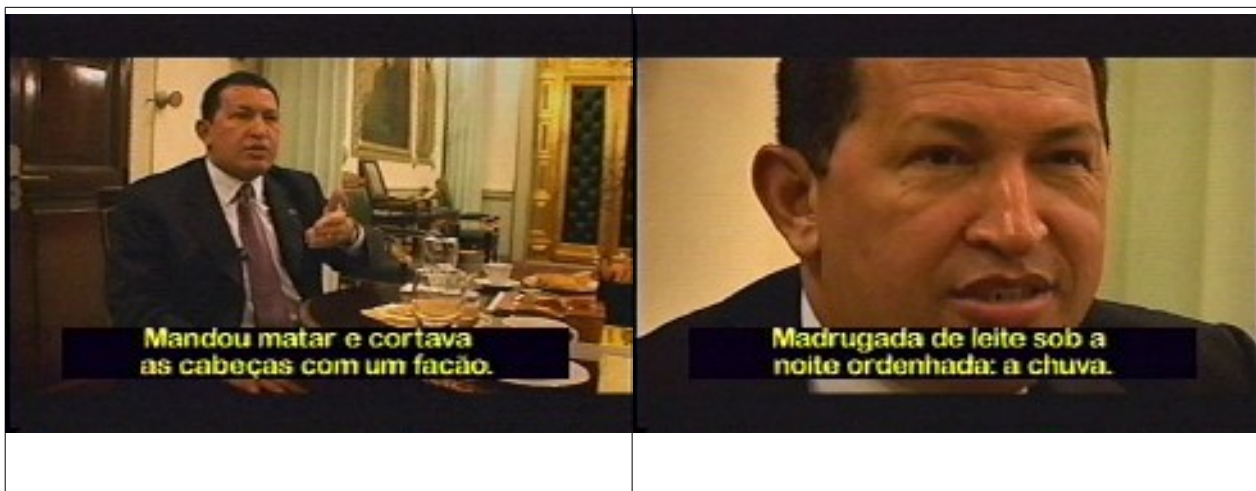 Mandou matar e cortava
as cabeças com um facão.
Madrugada de leite sob a
noite ordenhada: a chuva.